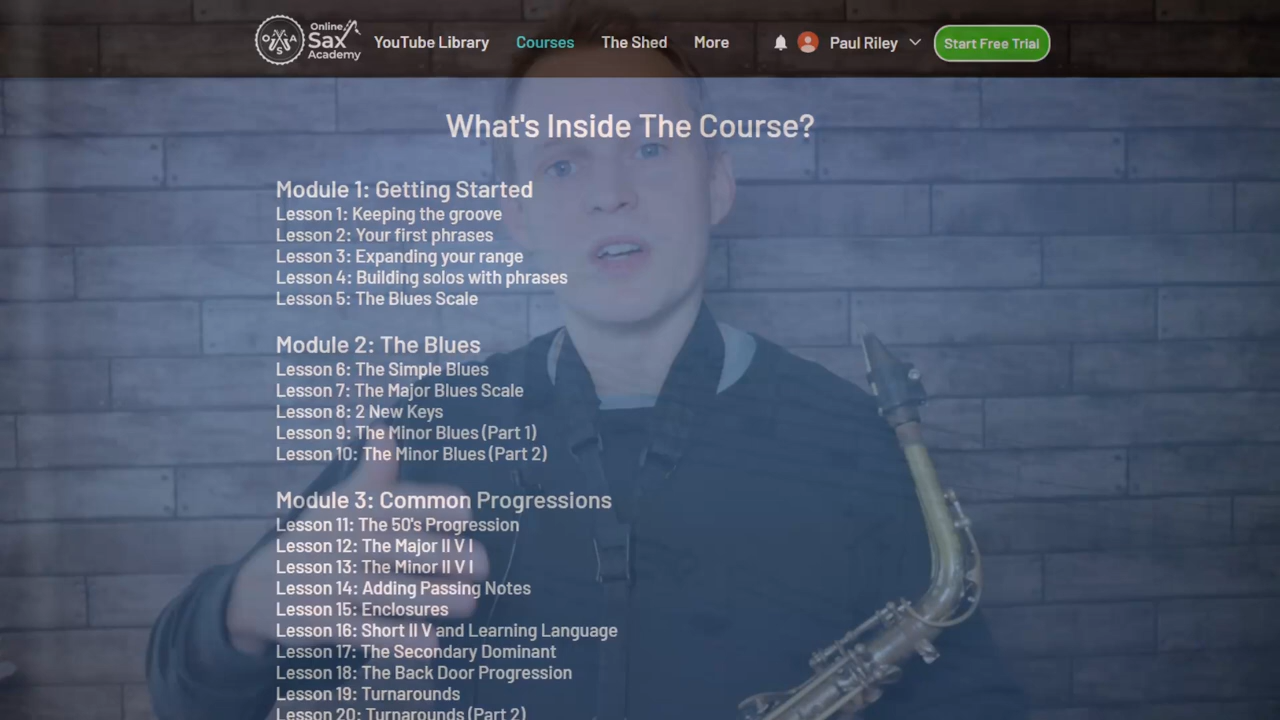 Online
Sax
Academy
O S A
YouTube Library
Courses
The Shed
More
Paul Riley
Start Free Trial
What's Inside The Course?
Module 1: Getting Started
Lesson 1: Keeping the groove
Lesson 2: Your first phrases
Lesson 3: Expanding your range
Lesson 4: Building solos with phrases
Lesson 5: The Blues Scale
Module 2: The Blues
Lesson 6: The Simple Blues
Lesson 7: The Major Blues Scale
Lesson 8: 2 New Keys
Lesson 9: The Minor Blues (Part 1)
Lesson 10: The Minor Blues (Part 2)
Module 3: Common Progressions
Lesson 11: The 50's Progression
Lesson 12: The Major II V I
Lesson 13: The Minor II V I
Lesson 14: Adding Passing Notes
Lesson 15: Enclosures
Lesson 16: Short II V and Learning Language
Lesson 17: The Secondary Dominant
Lesson 18: The Back Door Progression
Lesson 19: Turnarounds
Lesson 20: Turnarounds (Part 2)